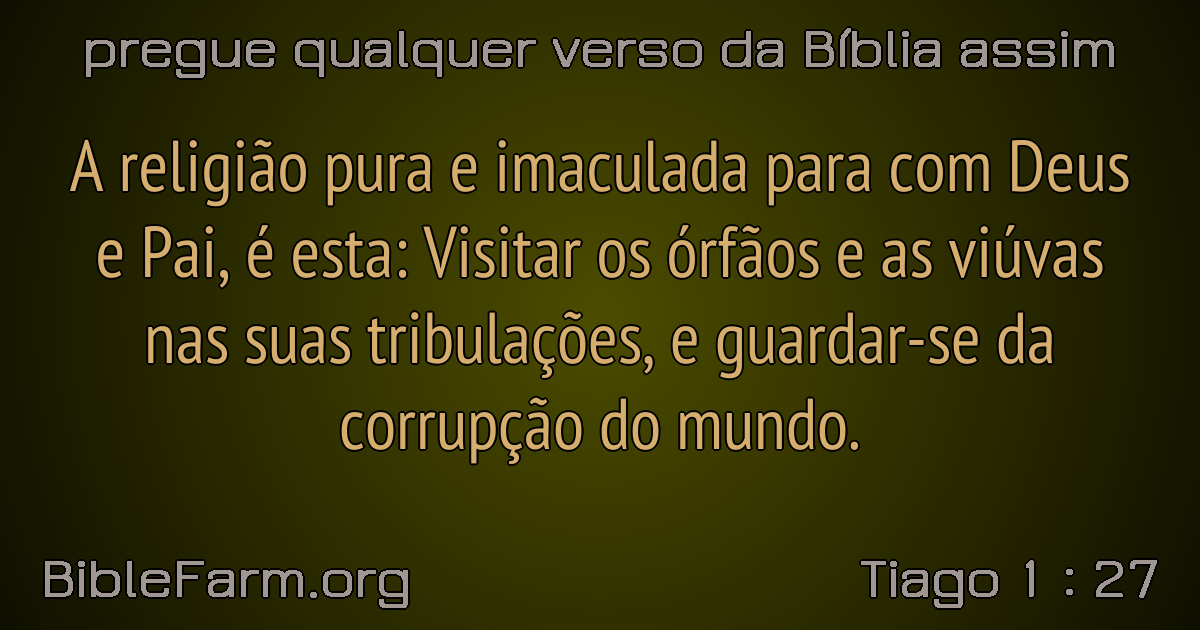 pregue qualquer verso da Bíblia assim
A religião pura e imaculada para com Deus
e Pai, é esta: Visitar os órfãos e as viúvas
nas suas tribulações, e guardar-se da
corrupção do mundo.
BibleFarm.org
Tiago 1 : 27